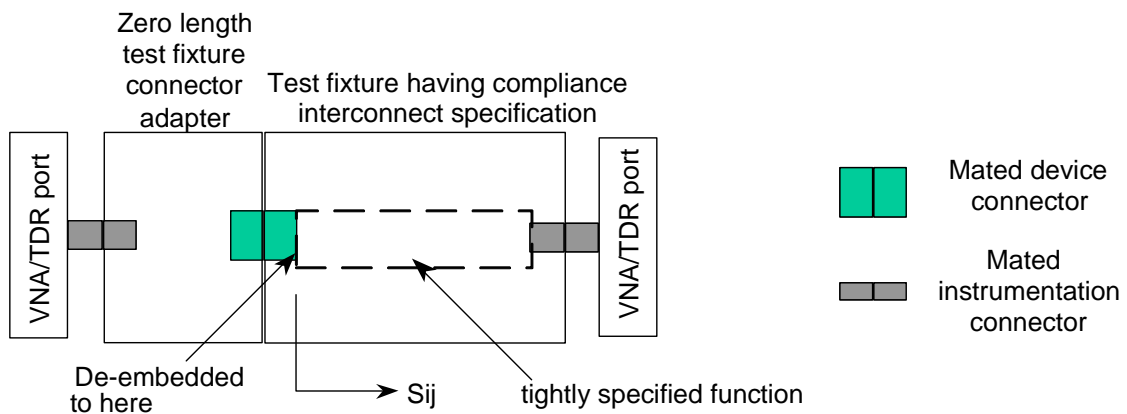 Zero length
test fixture
connector
adapter
Test fixture having compliance
interconnect specification
VNA/TDR port
VNA/TDR port
De-embedded
to here
Sij
tightly specified function
Mated device
connector
Mated
instrumentation
connector